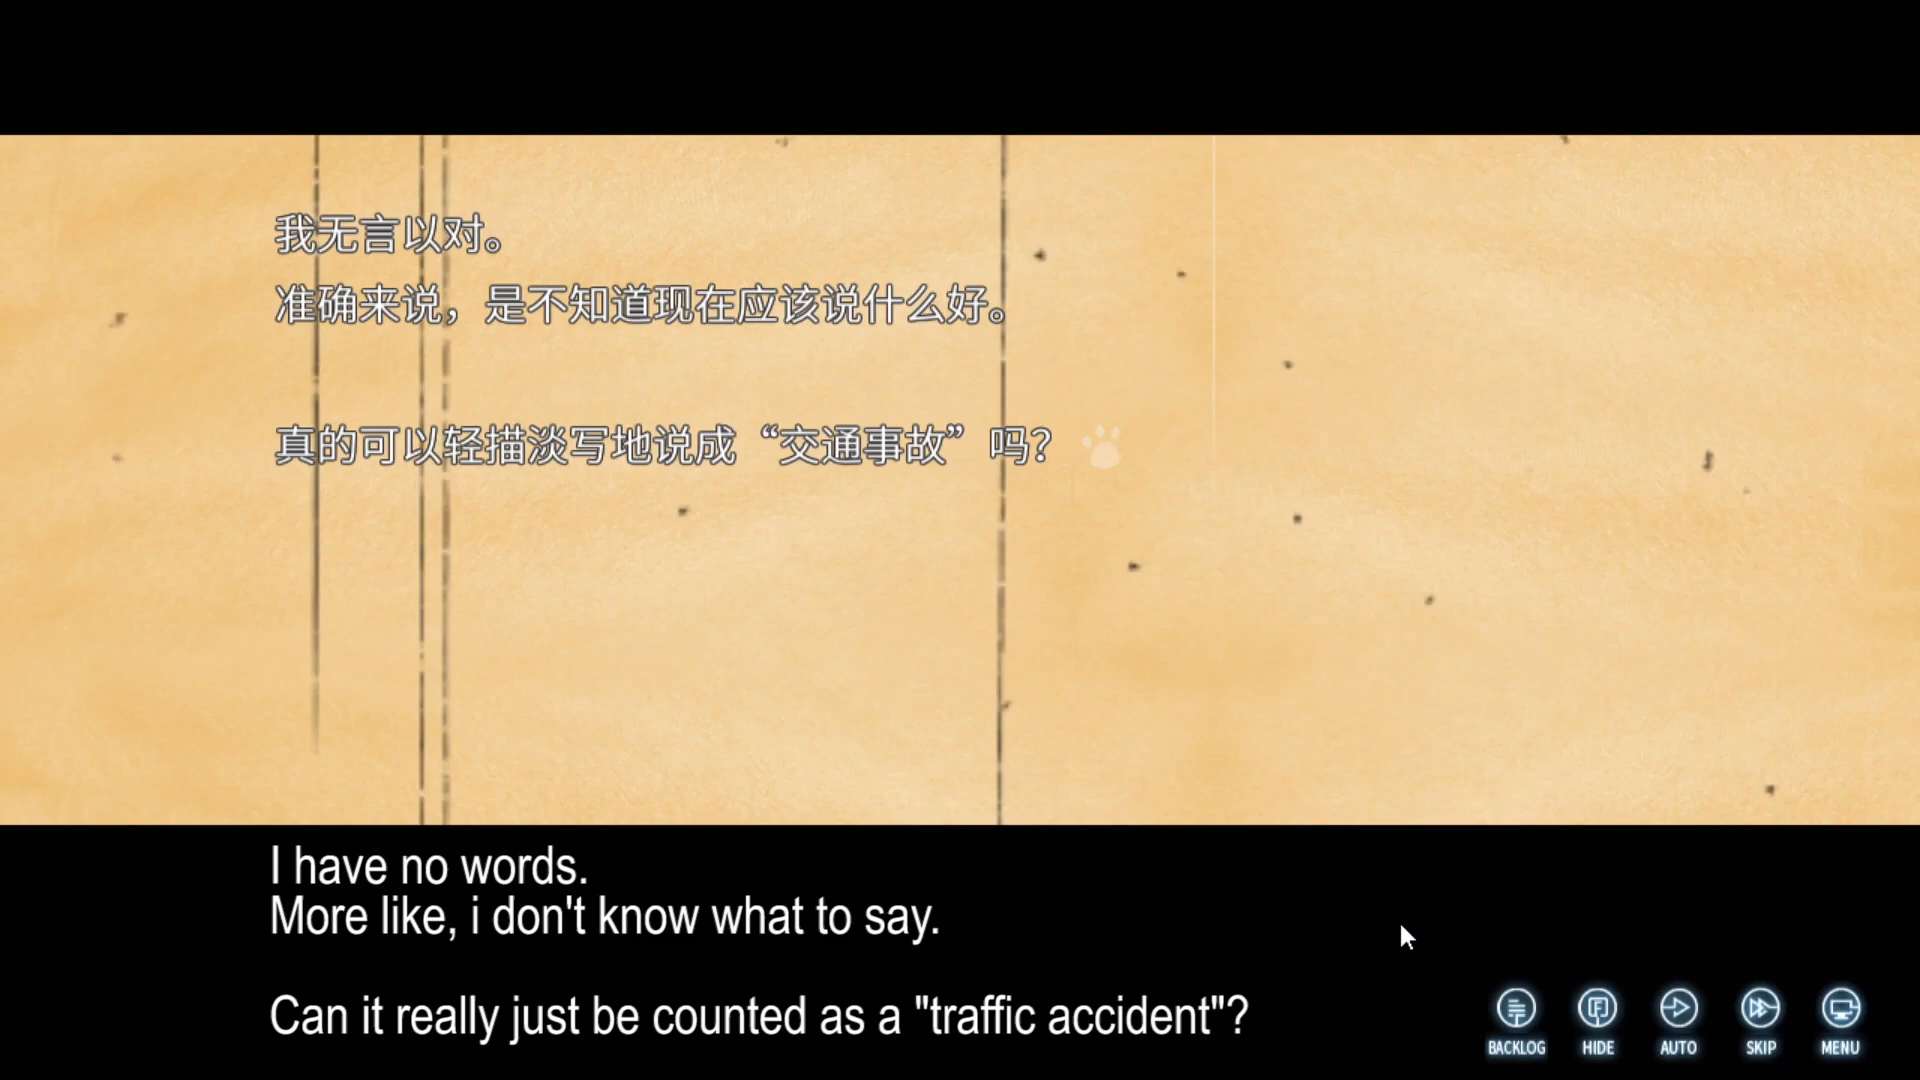 我无言以对。
准确来说，是不知道现在应该说什么好。
真的可以轻描淡写地说成“交通事故”吗？
I have no words.
More like, i don't know what to say.
Can it really just be counted as a "traffic accident"?
BACKLOG HIDE AUTO SKIP MENU